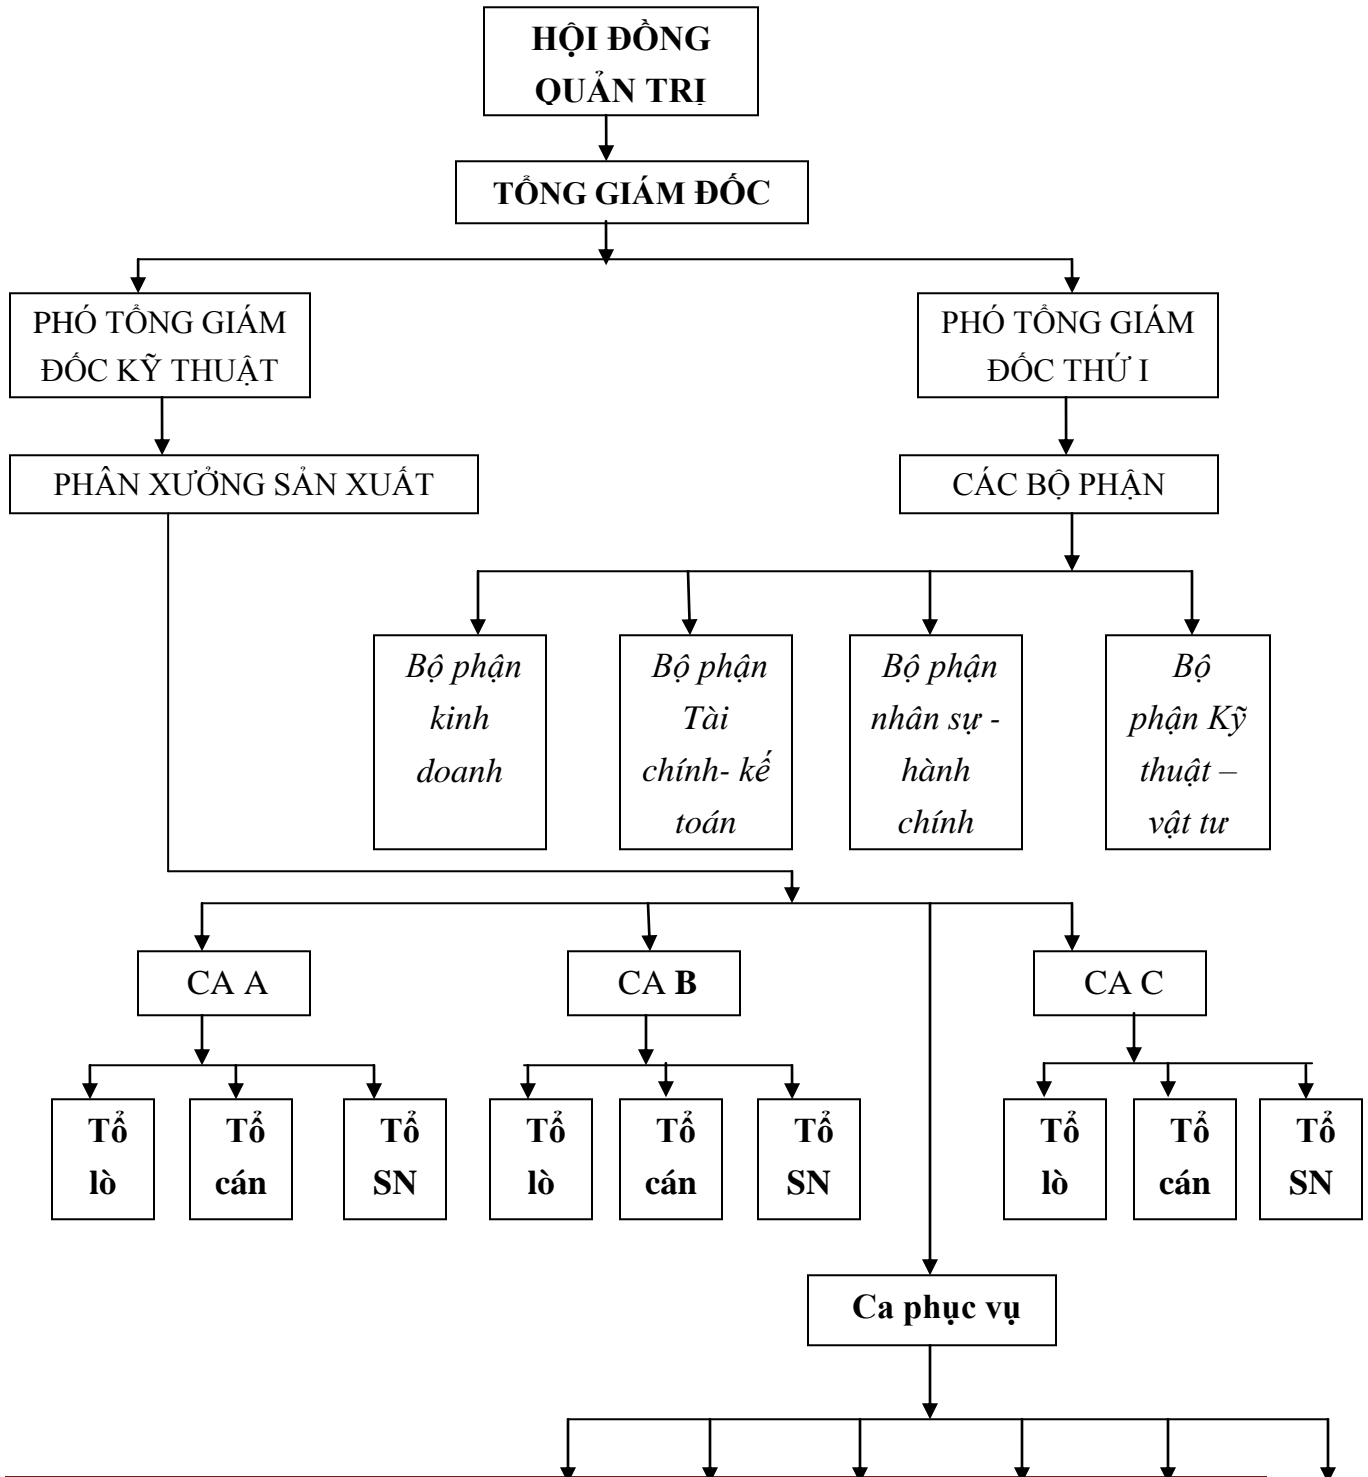 HỘI ĐỒNG
QUẢN TRỊ
TỔNG GIÁM ĐỐC
PHÓ TỔNG GIÁM
ĐỐC KỸ THUẬT
PHÓ TỔNG GIÁM
ĐỐC THỨ I
PHÂN XƯỞNG SẢN XUẤT
CÁC BỘ PHẬN
Bộ phận
kinh
doanh
Bộ phận
Tài
chính- kế
toán
Bộ phận
nhân sự -
hành
chính
Bộ
phận Kỹ
thuật –
vật tư
CA A
CA B
CA C
Tổ
lò
Tổ
cán
Tổ
SN
Tổ
lò
Tổ
cán
Tổ
SN
Tổ
lò
Tổ
cán
Tổ
SN
Ca phục vụ